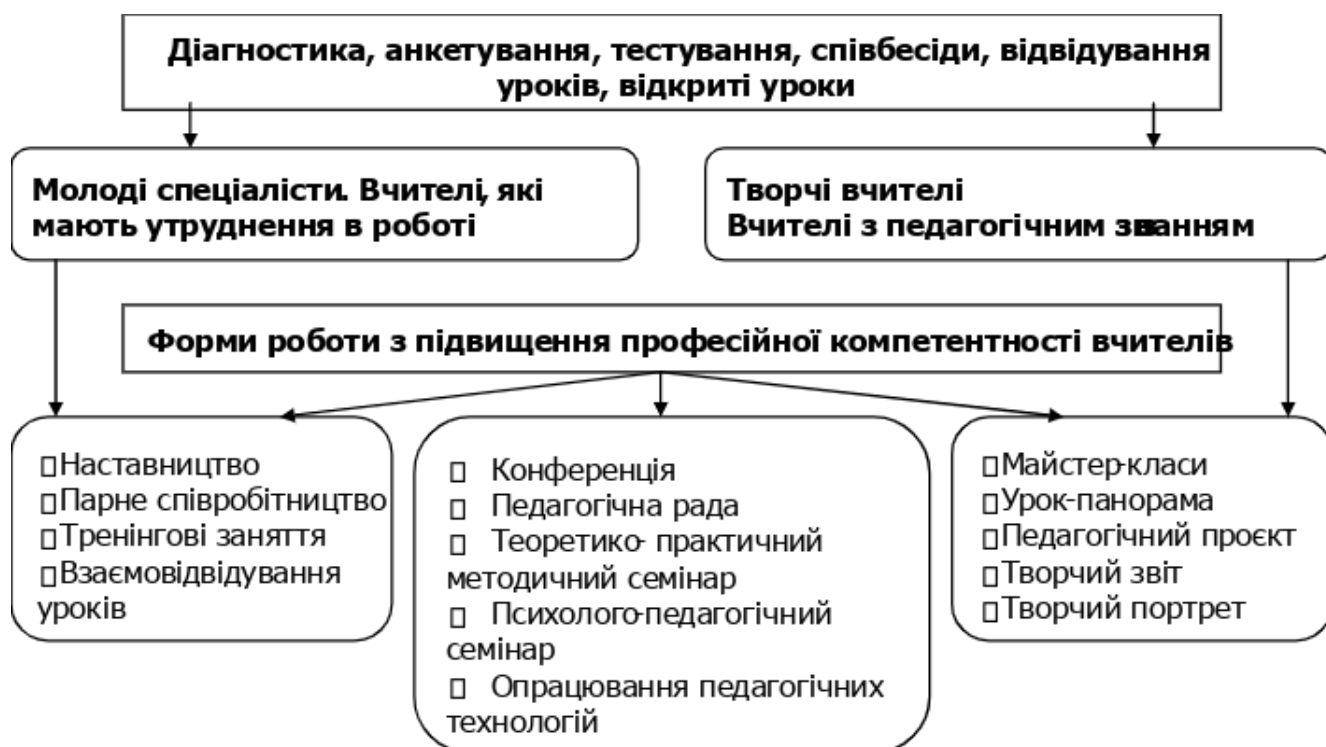 Діагностика, анкетування, тестування, співбесіди, відвідування
уроків, відкриті уроки
Молоді спеціалісти. Вчителі, які
мають утруднення в роботі
Творчі вчителі
Вчителі з педагогічним званням
Форми роботи з підвищення професійної компетентності вчителів
Наставництво
Парне співробітництво
Тренінгові заняття
Взаємовідвідування
уроків
Конференція
Педагогічна рада
Теоретико- практичний
методичний семінар
Психолого-педагогічний
семінар
Опрацювання педагогічних
технологій
Майстер-класи
Урок-панорама
Педагогічний проєкт
Творчий звіт
Творчий портрет